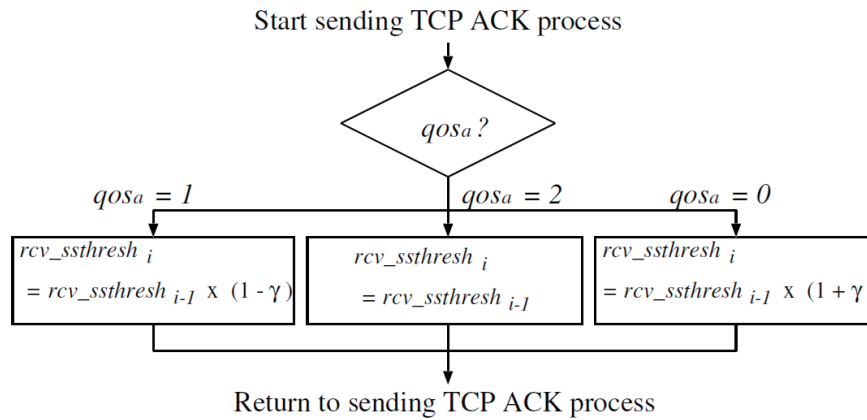 Start sending TCP ACK process
qosa ?
qosa = 1
qosa = 2
qosa = 0
rcv_ssthresh i
= rcv_ssthresh i-1 x (1 - γ)
rcv_ssthresh i
= rcv_ssthresh i-1
rcv_ssthresh i
= rcv_ssthresh i-1 x (1 + γ
Return to sending TCP ACK process